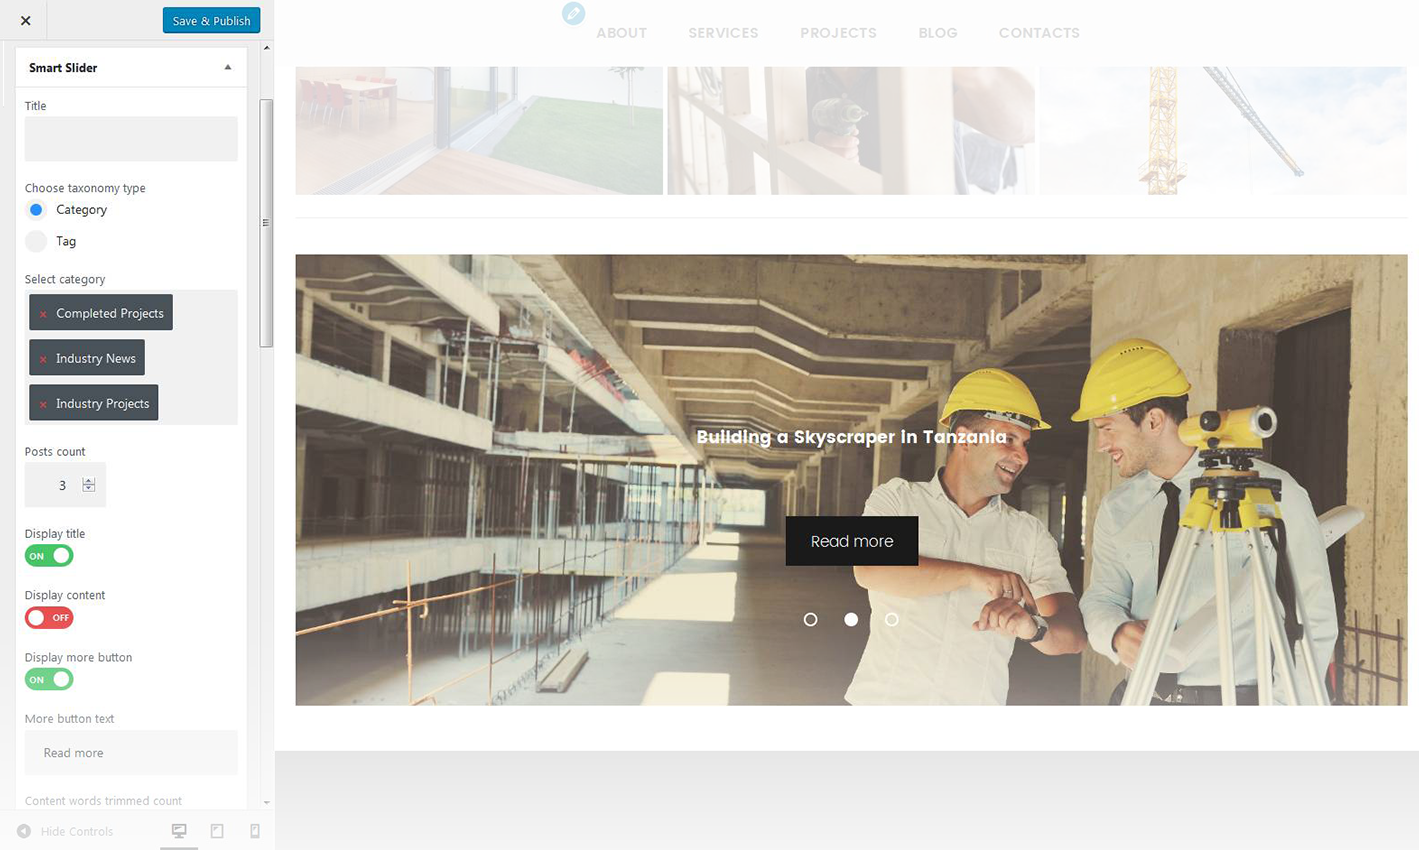 Save & Publish
Smart Slider
Title
Choose taxonomy type
Category
Tag
Select category
× Completed Projects
× Industry News
× Industry Projects
Posts count
3
Display title
ON
Display content
OFF
Display more button
ON
More button text
Read more
Content words trimmed count
Hide Controls
ABOUT SERVICES PROJECTS BLOG CONTACTS
Building a Skyscraper in Tanzania
Read more